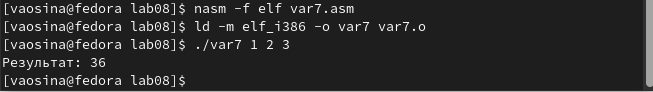 [vaosina@fedora lab08]$ nasm -f elf var7.asm
[vaosina@fedora lab08]$ ld -m elf_i386 -o var7 var7.o
[vaosina@fedora lab08]$ ./var7 1 2 3
Результат: 36
[vaosina@fedora lab08]$